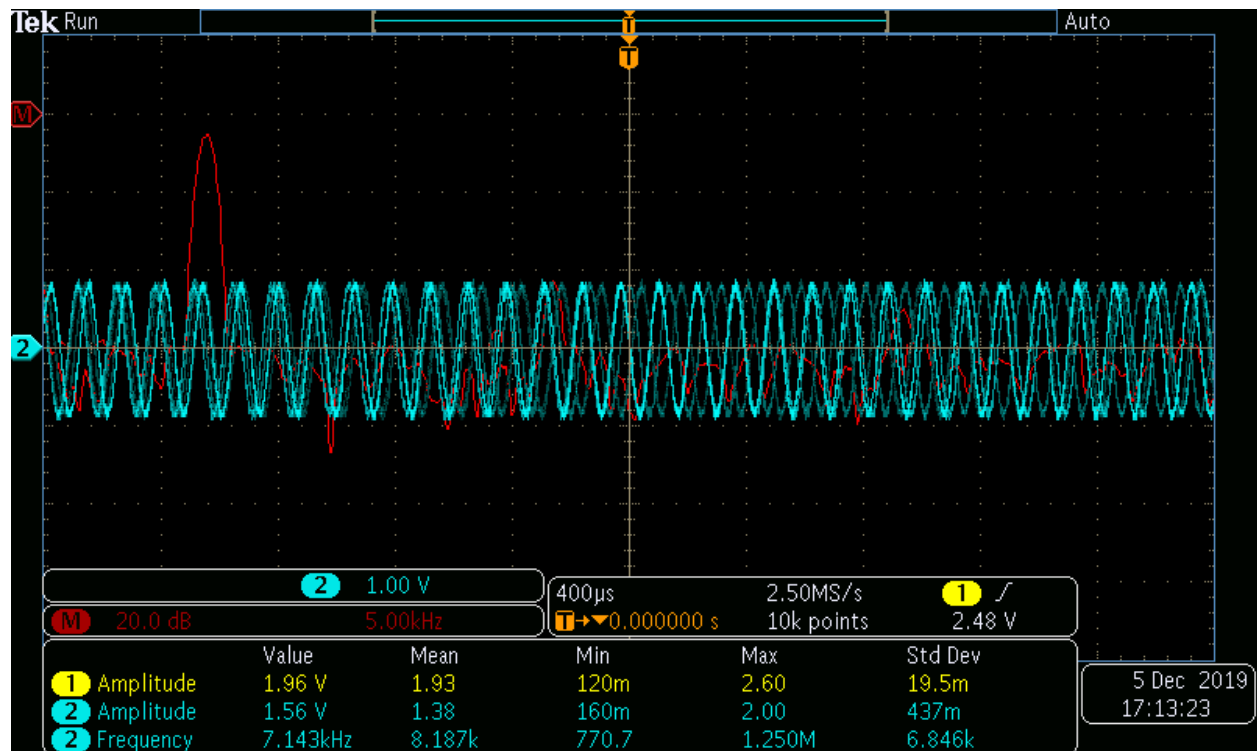 Tek Run Auto
T
T
M
2
2 1.00 V
M 20.0 dB 5.00kHz
400µs 2.50MS/s 1
T→▼0.000000 s 10k points 2.48 V
Value Mean Min Max Std Dev
1 Amplitude 1.96 V 1.93 120m 2.60 19.5m
2 Amplitude 1.56 V 1.38 160m 2.00 437m
2 Frequency 7.143kHz 8.187k 770.7 1.250M 6.846k
5 Dec 2019
17:13:23